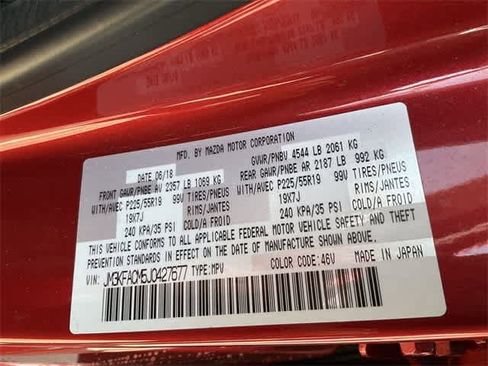 MFD. BY MAZDA MOTOR CORPORATION
DATE 06/18 GVWR/PNBV 4544 LB 2061 KG
FRONT GAWR/PNBE AV 2357 LB 1069 KG REAR GAWR/PNBE AR 2187 LB 992 KG
WITH/AVEC P225/55R19 99V TIRES/PNEUS WITH/AVEC P225/55R19 99V TIRES/PNEUS
19X7J RIMS/JANTES 19X7J RIMS/JANTES
240 KPA/35 PSI COLD/A FROID 240 KPA/35 PSI COLD/A FROID
THIS VEHICLE CONFORMS TO ALL APPLICABLE FEDERAL MOTOR VEHICLE SAFETY AND THEFT
PREVENTION STANDARDS IN EFFECT ON THE DATE OF MANUFACTURE SHOWN ABOVE.
VIN: JM3KFACM5J0427677 TYPE:MPV COLOR CODE:46V MADE IN JAPAN